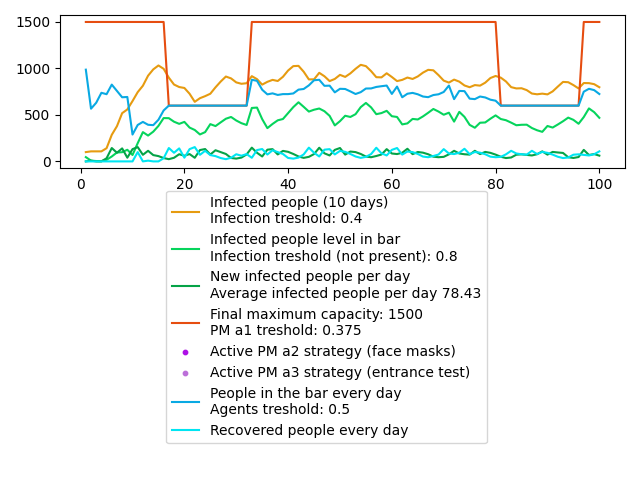 1500
1000
500
0
0
20
40
60
80
100
Infected people (10 days)
Infection treshold: 0.4
Infected people level in bar
Infection treshold (not present): 0.8
New infected people per day
Average infected people per day 78.43
Final maximum capacity: 1500
PM a1 treshold: 0.375
Active PM a2 strategy (face masks)
Active PM a3 strategy (entrance test)
People in the bar every day
Agents treshold: 0.5
Recovered people every day